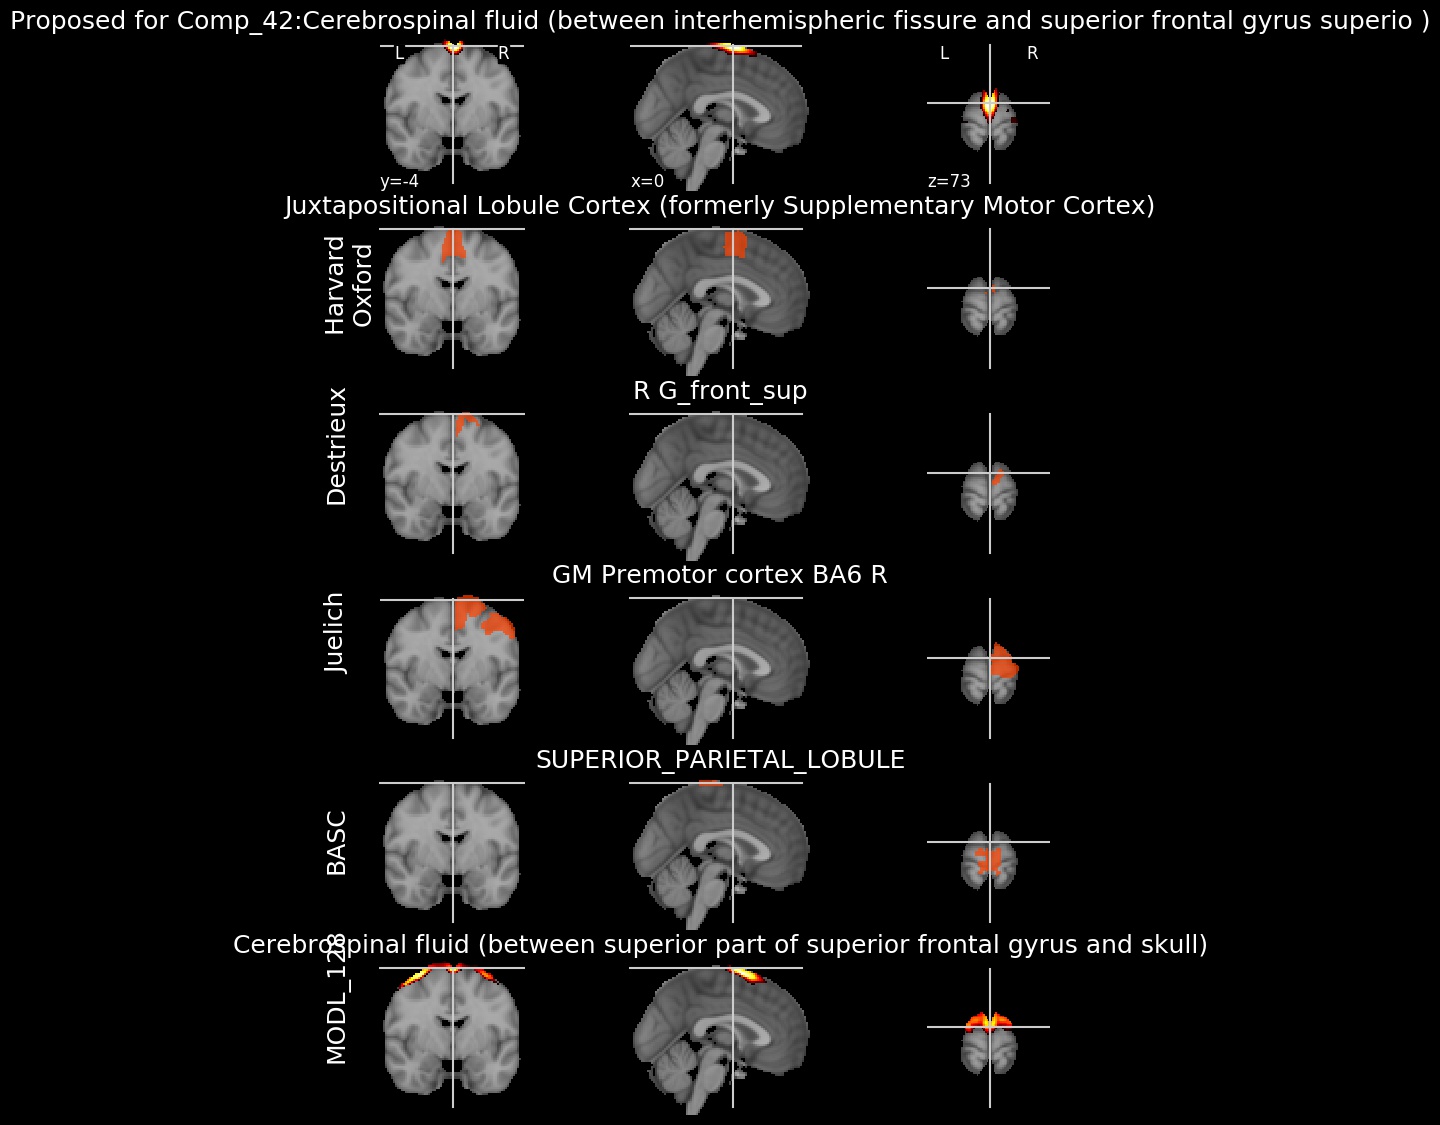 Proposed for Comp_42:Cerebrospinal fluid (between interhemispheric fissure and superior frontal gyrus superio )
L R
L R
y=-4 x=0 z=73
Juxtapositional Lobule Cortex (formerly Supplementary Motor Cortex)
Harvard
Oxford
R G_front_sup
Destrieux
GM Premotor cortex BA6 R
Juelich
SUPERIOR_PARIETAL_LOBULE
BASC
Cerebrospinal fluid (between superior part of superior frontal gyrus and skull)
MODL_128